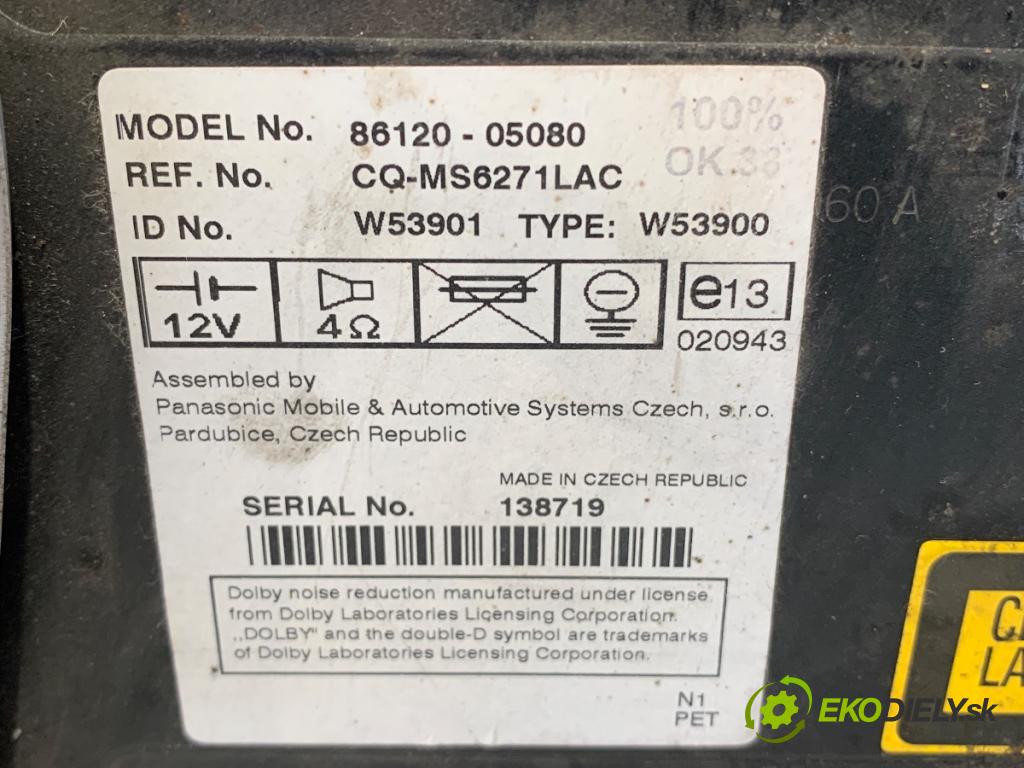 MODEL No. 86120 - 05080
100%
OK.38
REF. No. CQ-MS6271LAC
ID No. W53901 TYPE: W53900
60 A
12V 4Ω e13
020943
Assembled by
Panasonic Mobile & Automotive Systems Czech, s.r.o.
Pardubice, Czech Republic
MADE IN CZECH REPUBLIC
SERIAL No. 138719
Dolby noise reduction manufactured under license
from Dolby Laboratories Licensing Corporation.
„DOLBY" and the double-D symbol are trademarks
of Dolby Laboratories Licensing Corporation.
N1
PET
EKODIELY.sk